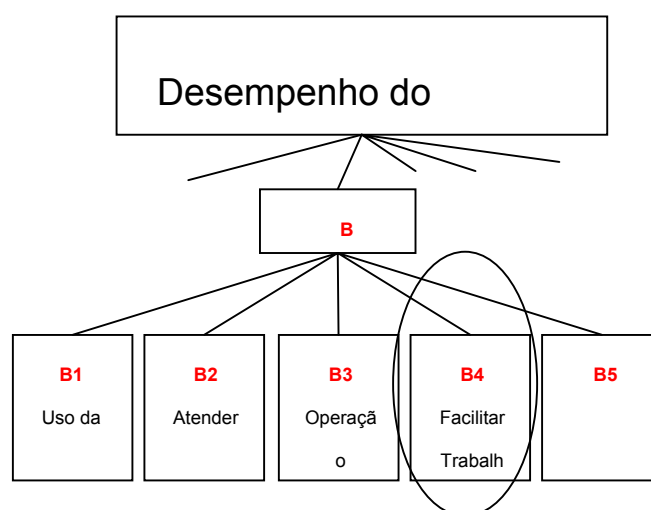 Desempenho do
B
B1
Uso da
B2
Atender
B3
Operaçã
o
B4
Facilitar
Trabalh
B5